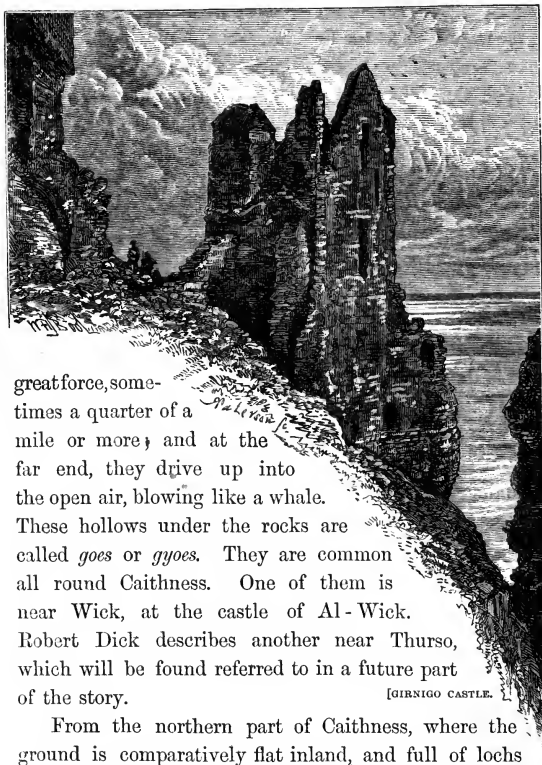 great force, some-
times a quarter of a
mile or more; and at the
far end, they drive up into
the open air, blowing like a whale.
These hollows under the rocks are
called goes or gyoes. They are common
all round Caithness. One of them is
near Wick, at the castle of Al-Wick.
Robert Dick describes another near Thurso,
which will be found referred to in a future part
of the story.
[GIRNIGO CASTLE.
From the northern part of Caithness, where the
ground is comparatively flat inland, and full of lochs